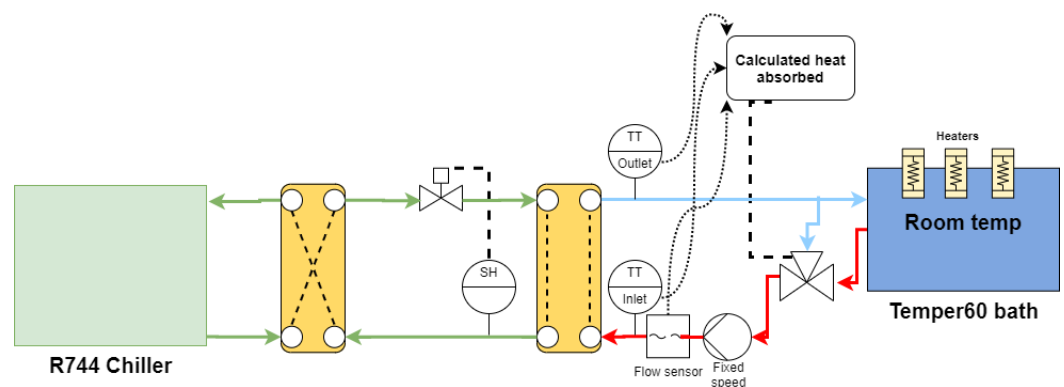 Calculated heat
absorbed
TT
Outlet
Heaters
SH
Room temp
TT
Inlet
Temper60 bath
R744 Chiller
Flow sensor
Fixed
speed